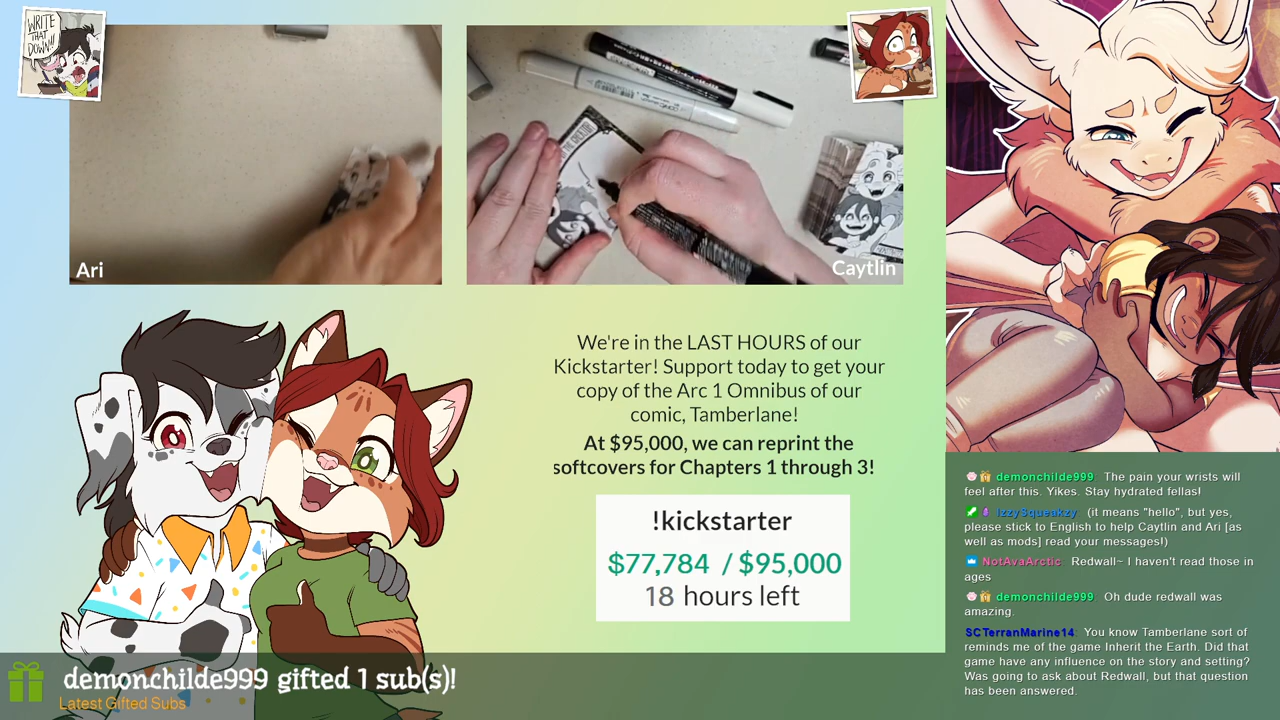 WRITE
THAT
DOWN!!!
Ari
Caytlin
We're in the LAST HOURS of our
Kickstarter! Support today to get your
copy of the Arc 1 Omnibus of our
comic, Tamberlane!
At $95,000, we can reprint the
softcovers for Chapters 1 through 3!
!kickstarter
$77,784 / $95,000
18 hours left
demonchilde999 gifted 1 sub(s)!
Latest Gifted Subs
demonchilde999 The pain your wrists will
feel after this. Yikes. Stay hydrated fellas!
IzzySqueakzy: (it means "hello", but yes,
please stick to English to help Caytlin and Ari [as
well as mods] read your messages!)
NotAvaArctic Redwall~ I haven't read those in
ages
demonchilde999 Oh dude redwall was
amazing.
SCTerranMarine14: You know Tamberlane sort of
reminds me of the game Inherit the Earth. Did that
game have any influence on the story and setting?
Was going to ask about Redwall, but that question
has been answered.